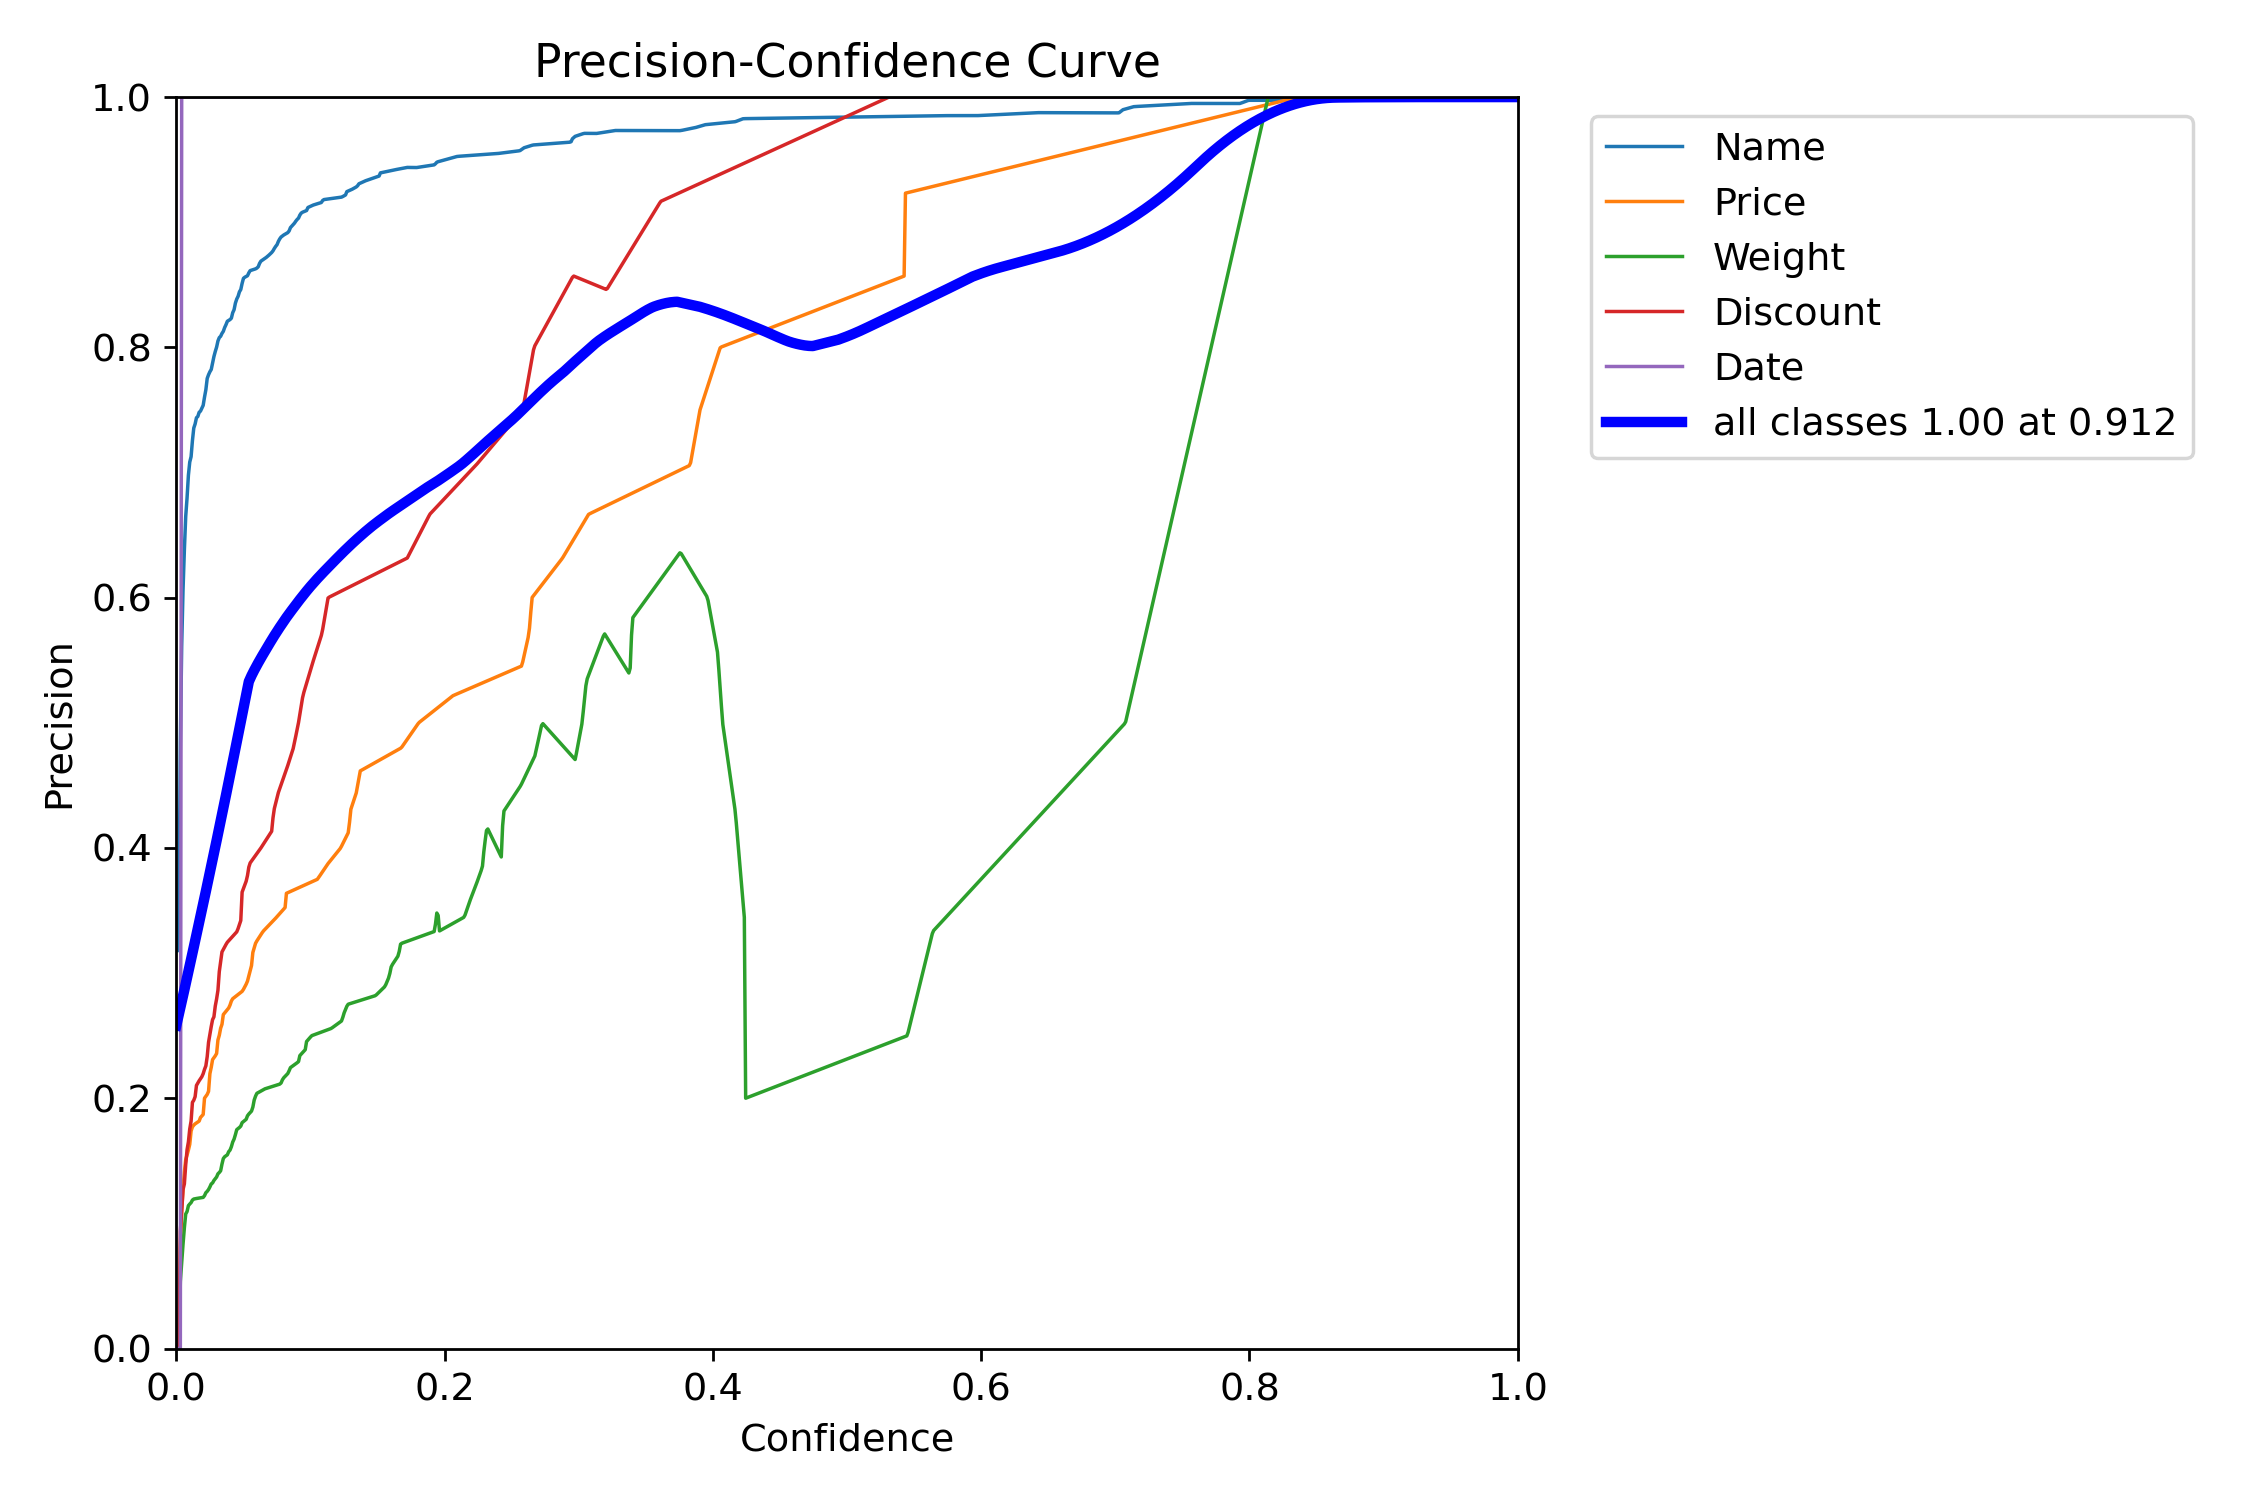 Precision-Confidence Curve
1.0
0.8
0.6
0.4
0.2
0.0
Precision
0.0 0.2 0.4 0.6 0.8 1.0
Confidence
Name
Price
Weight
Discount
Date
all classes 1.00 at 0.912